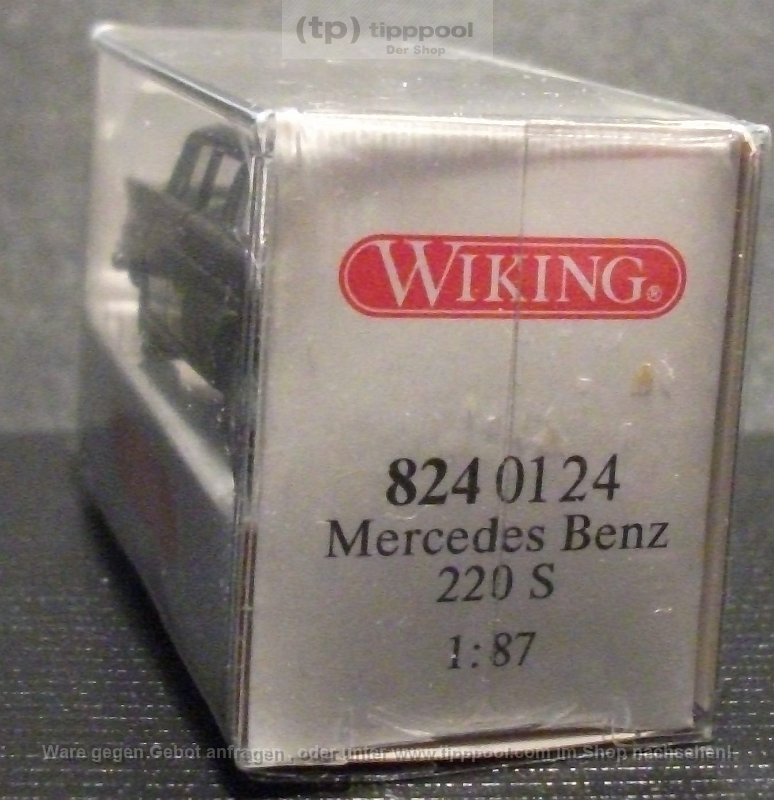 (tp) tipppool
Der Shop
WIKING®
824 01 24
Mercedes Benz
220 S
1:87
Ware gegen Gebot anfragen , oder unter www.tipppool.com im Shop nachsehen!